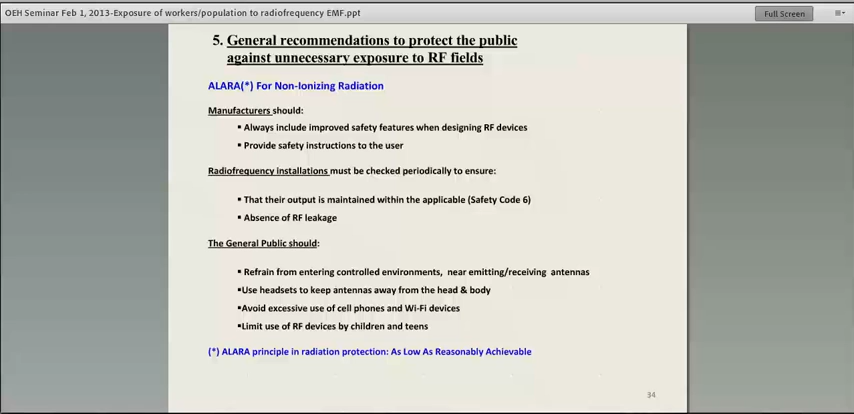 OEH Seminar Feb 1, 2013-Exposure of workers/population to radiofrequency EMF.ppt
Full Screen
5. General recommendations to protect the public
against unnecessary exposure to RF fields
ALARA(*) For Non-Ionizing Radiation
Manufacturers should:
▪ Always include improved safety features when designing RF devices
▪ Provide safety instructions to the user
Radiofrequency installations must be checked periodically to ensure:
▪ That their output is maintained within the applicable (Safety Code 6)
▪ Absence of RF leakage
The General Public should:
▪ Refrain from entering controlled environments, near emitting/receiving antennas
▪Use headsets to keep antennas away from the head & body
▪Avoid excessive use of cell phones and Wi-Fi devices
▪Limit use of RF devices by children and teens
(*) ALARA principle in radiation protection: As Low As Reasonably Achievable
34